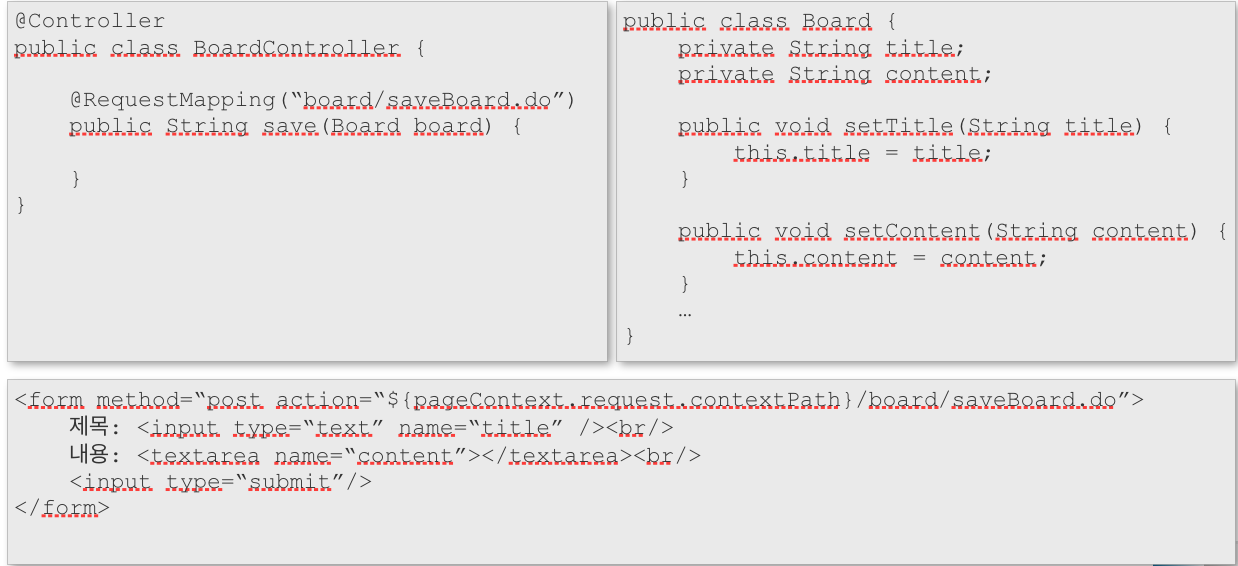 @Controller
public class BoardController {
@RequestMapping(“board/saveBoard.do”)
public String save(Board board) {
}
}
public class Board {
private String title;
private String content;
public void setTitle(String title) {
this.title = title;
}
public void setContent(String content) {
this.content = content;
}
…
}
<form method=“post action=“${pageContext.request.contextPath}/board/saveBoard.do”>
제목: <input type=“text” name=“title” /><br/>
내용: <textarea name=“content”></textarea><br/>
<input type=“submit”/>
</form>